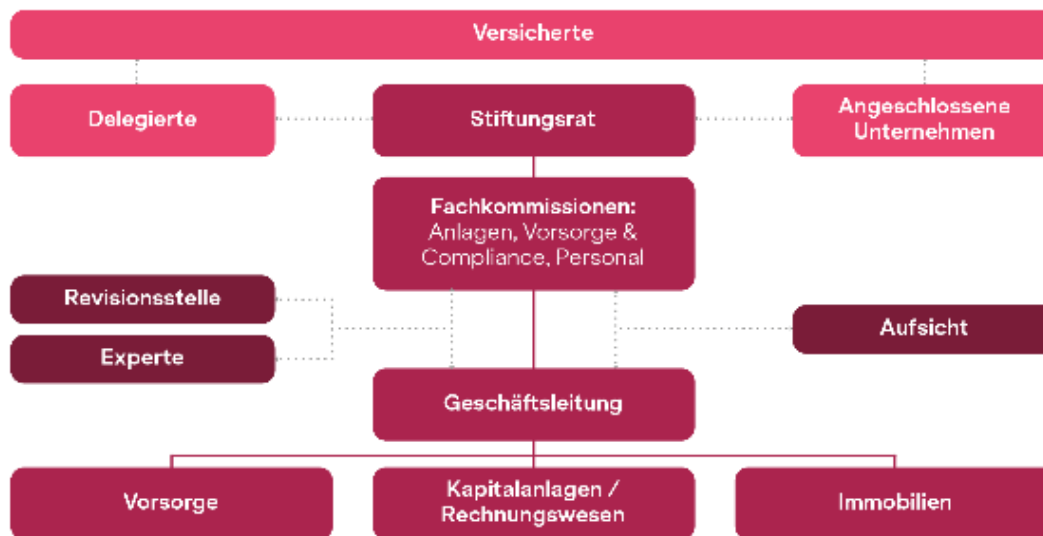 Versicherte
Delegierte
Stiftungsrat
Angeschlossene
Unternehmen
Fachkommissionen:
Anlagen, Vorsorge &
Compliance, Personal
Revisionsstelle
Experte
Aufsicht
Geschäftsleitung
Vorsorge
Kapitalanlagen /
Rechnungswesen
Immobilien